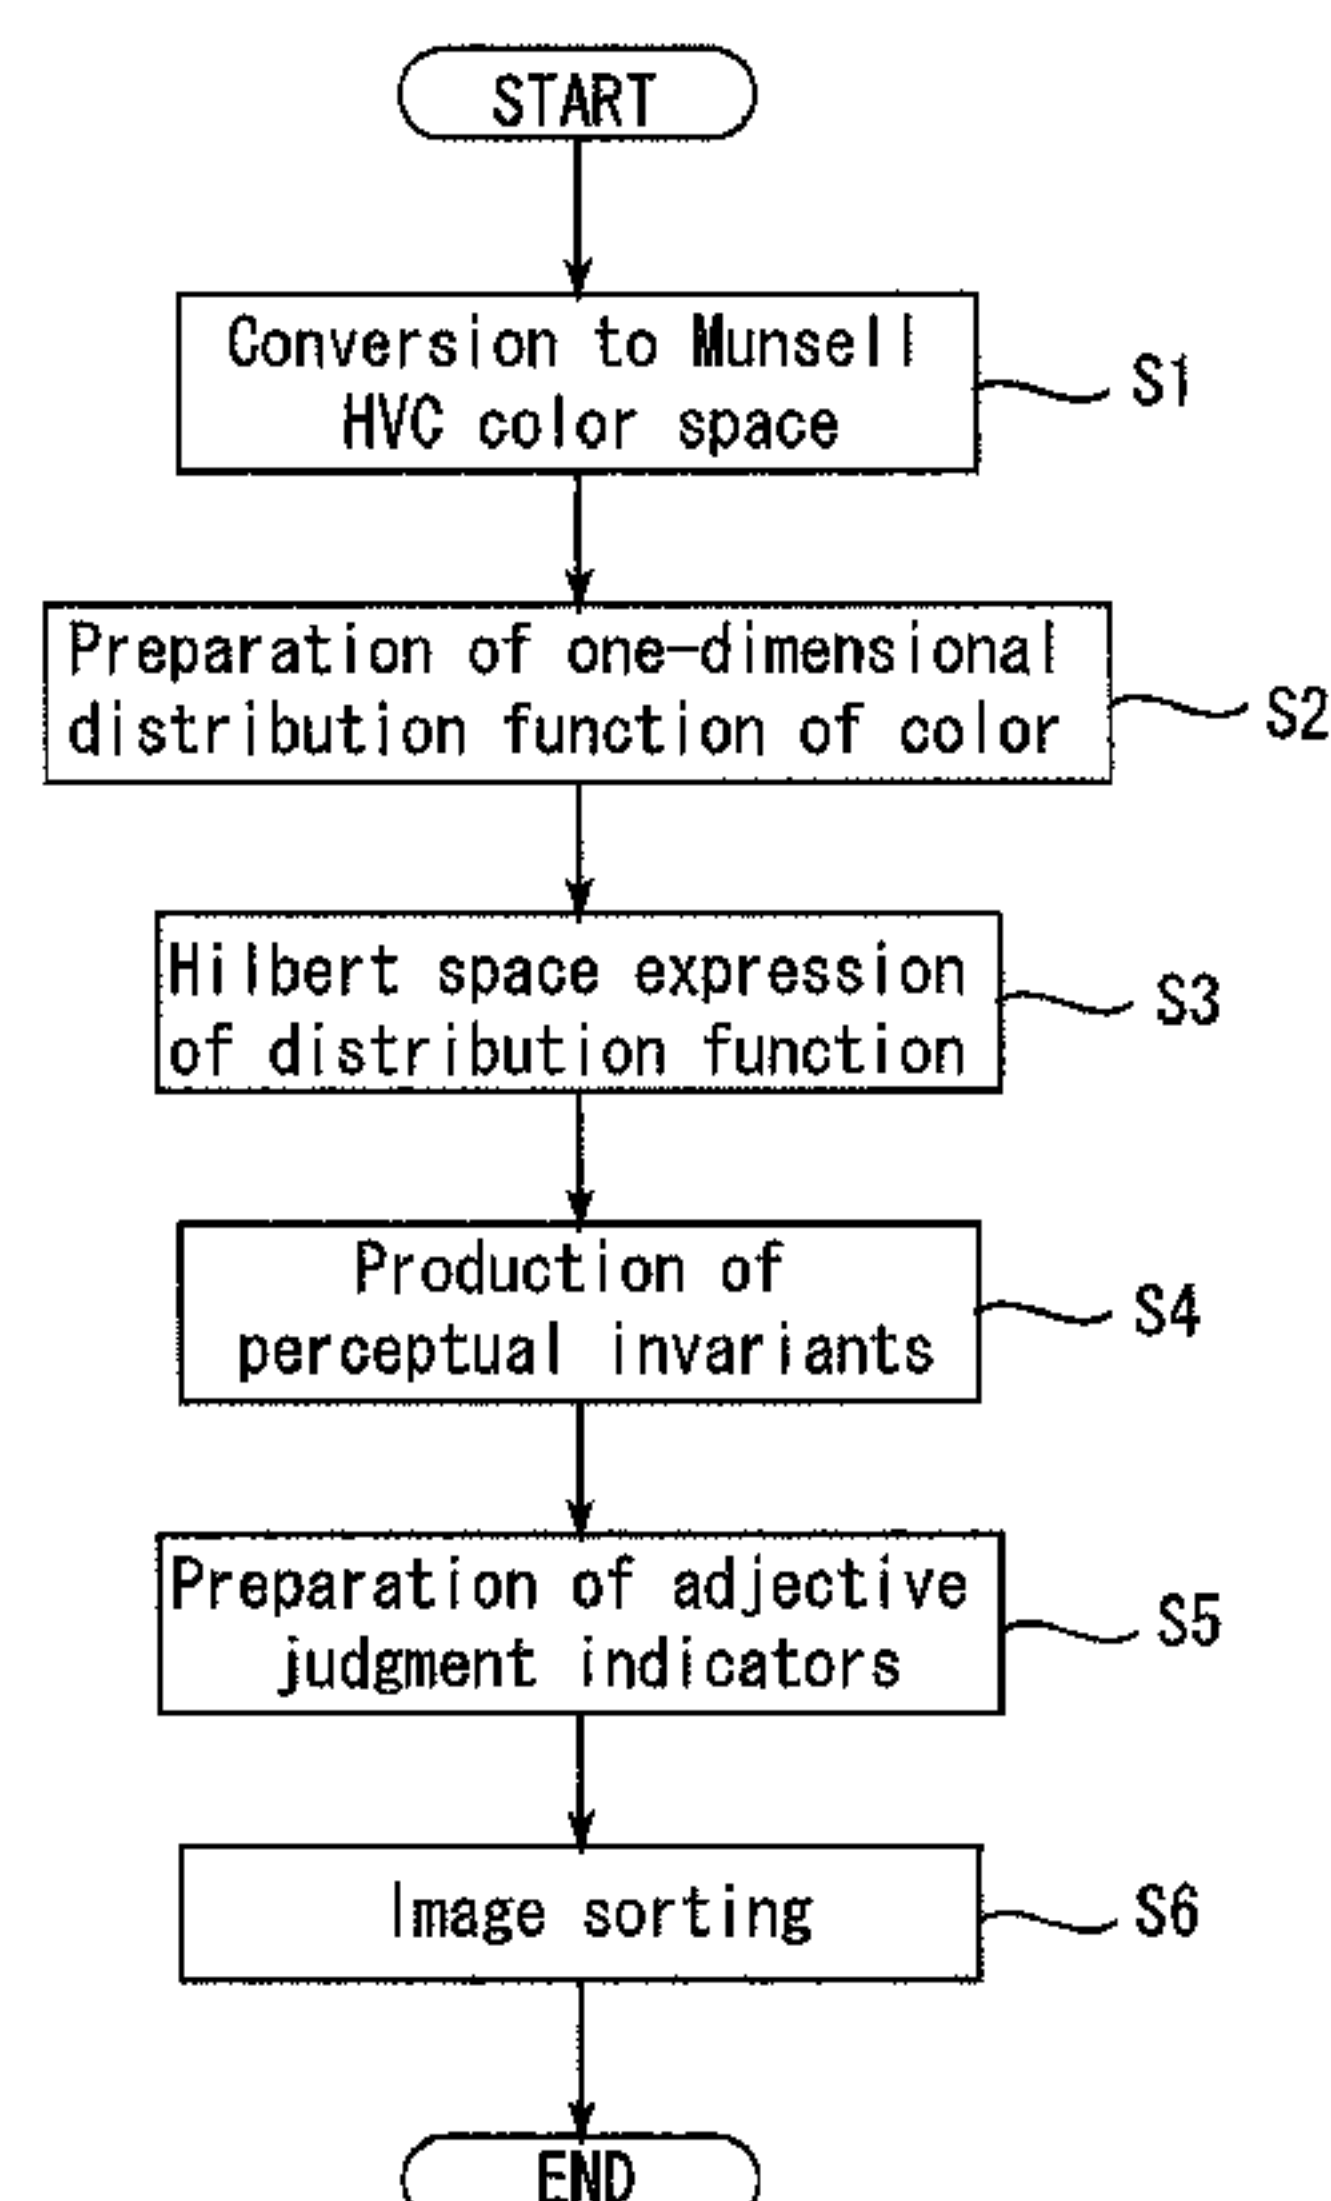 START
Conversion to Munsell
HVC color space
S1
Preparation of one-dimensional
distribution function of color
S2
Hilbert space expression
of distribution function
S3
Production of
perceptual invariants
S4
Preparation of adjective
judgment indicators
S5
Image sorting
S6
END